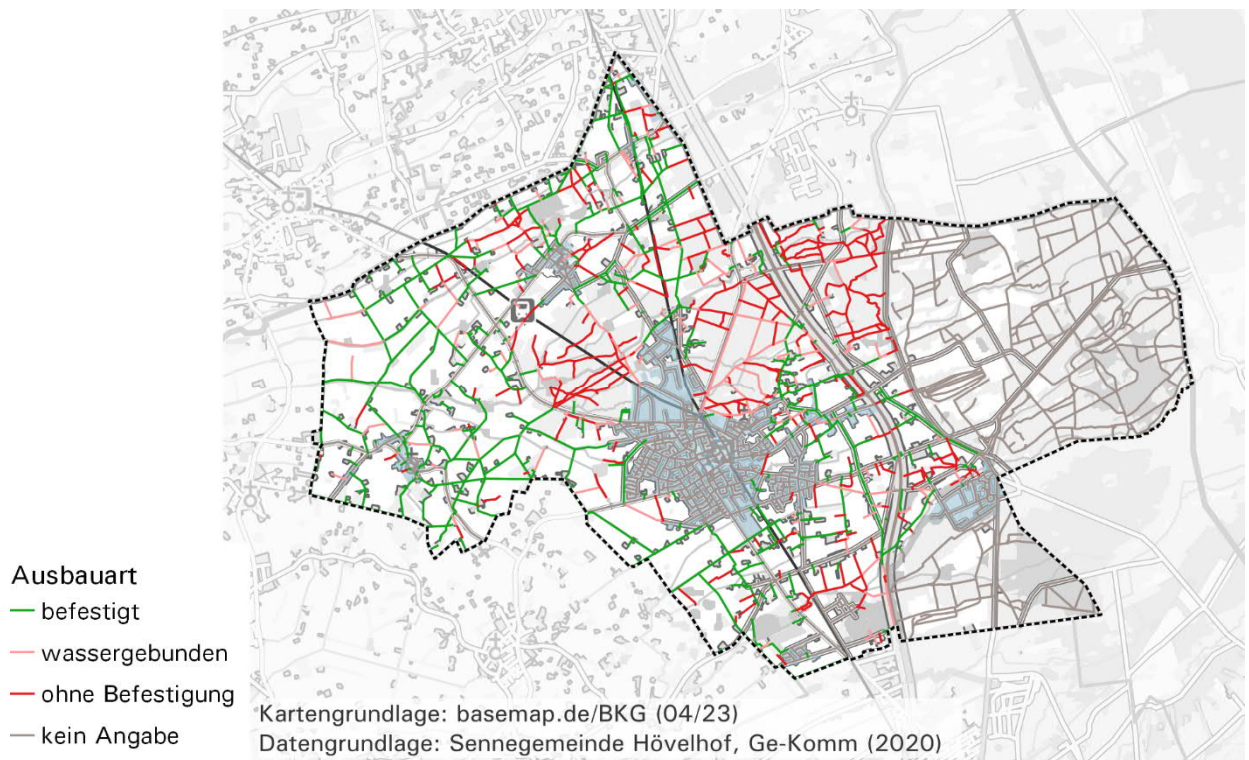 Ausbauart
befestigt
wassergebunden
ohne Befestigung
kein Angabe
Kartengrundlage: basemap.de/BKG (04/23)
Datengrundlage: Sennegemeinde Hövelhof, Ge-Komm (2020)